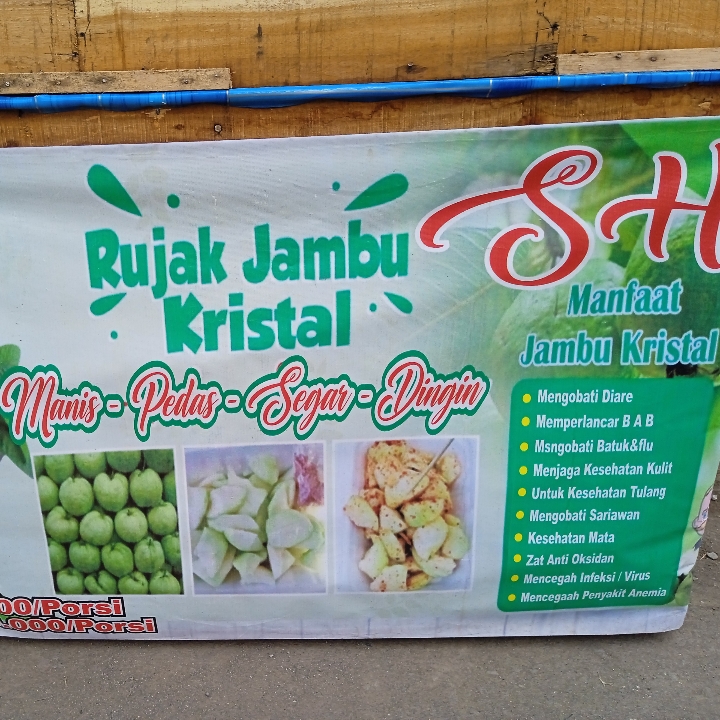 Rujak Jambu
Kristal
Manis - Pedas - Segar - Dingin
00/Porsi
.000/Porsi
SH
Manfaat
Jambu Kristal
Mengobati Diare
Memperlancar B A B
Msngobati Batuk&flu
Menjaga Kesehatan Kulit
Untuk Kesehatan Tulang
Mengobati Sariawan
Kesehatan Mata
Zat Anti Oksidan
Mencegah Infeksi / Virus
Mencegaah Penyakit Anemia